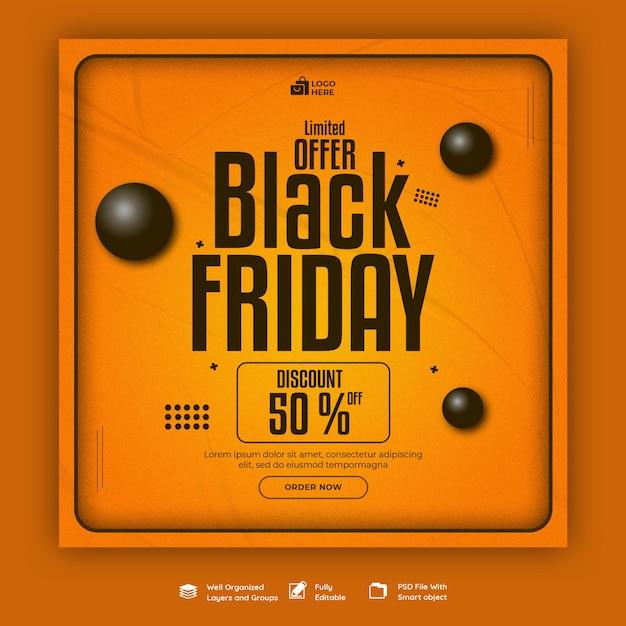 LOGO
HERE
Limited
OFFER
Black
FRIDAY
DISCOUNT
50 % OFF
Lorem ipsum dolor sit amet, consectetur
adipiscing elit, sed do eiusmod tempormagna
ORDER NOW
Well Organized
Layers and Groups
Fully
Editable
PSD File With
Smart object